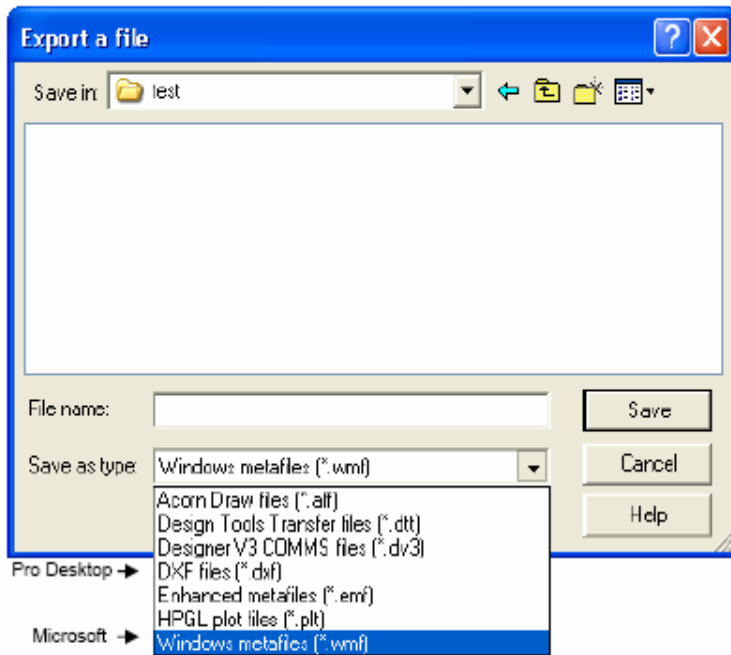 Export a file
Save in: test
File name:
Save
Save as type: Windows metafiles (*.wmf)
Cancel
Help
Acorn Draw files (*.aff)
Design Tools Transfer files (*.dtt)
Designer V3 COMMS files (*.dv3)
Pro Desktop → DXF files (*.dxf)
Enhanced metafiles (*.emf)
HPGL plot files (*.plt)
Microsoft → Windows metafiles (*.wmf)